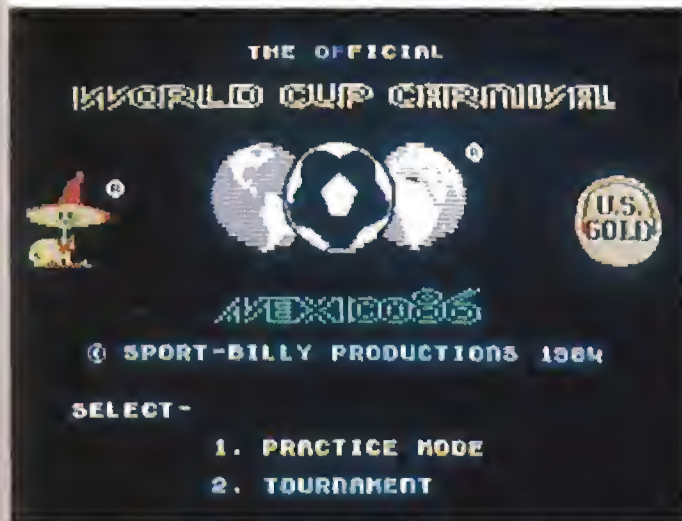 THE OFFICIAL
WORLD CUP CARNIVAL
®
®
U.S.
GOLD
MEXICO86
© SPORT-BILLY PRODUCTIONS 1984
SELECT-
1. PRACTICE MODE
2. TOURNAMENT